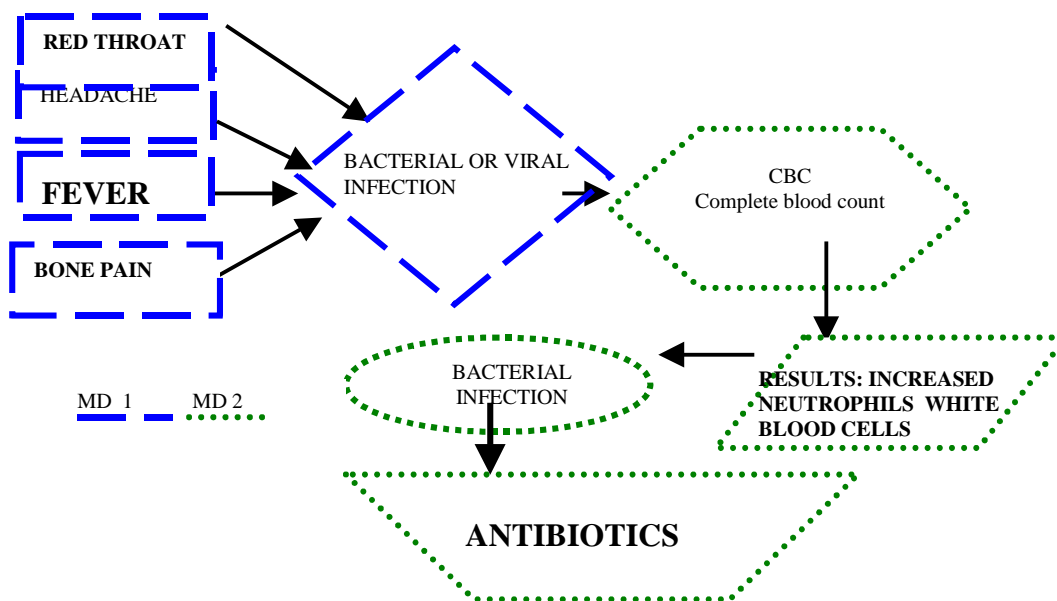 RED THROAT
HEADACHE
FEVER
BONE PAIN
BACTERIAL OR VIRAL
INFECTION
CBC
Complete blood count
RESULTS: INCREASED
NEUTROPHILS WHITE
BLOOD CELLS
BACTERIAL
INFECTION
MD 1
MD 2
ANTIBIOTICS